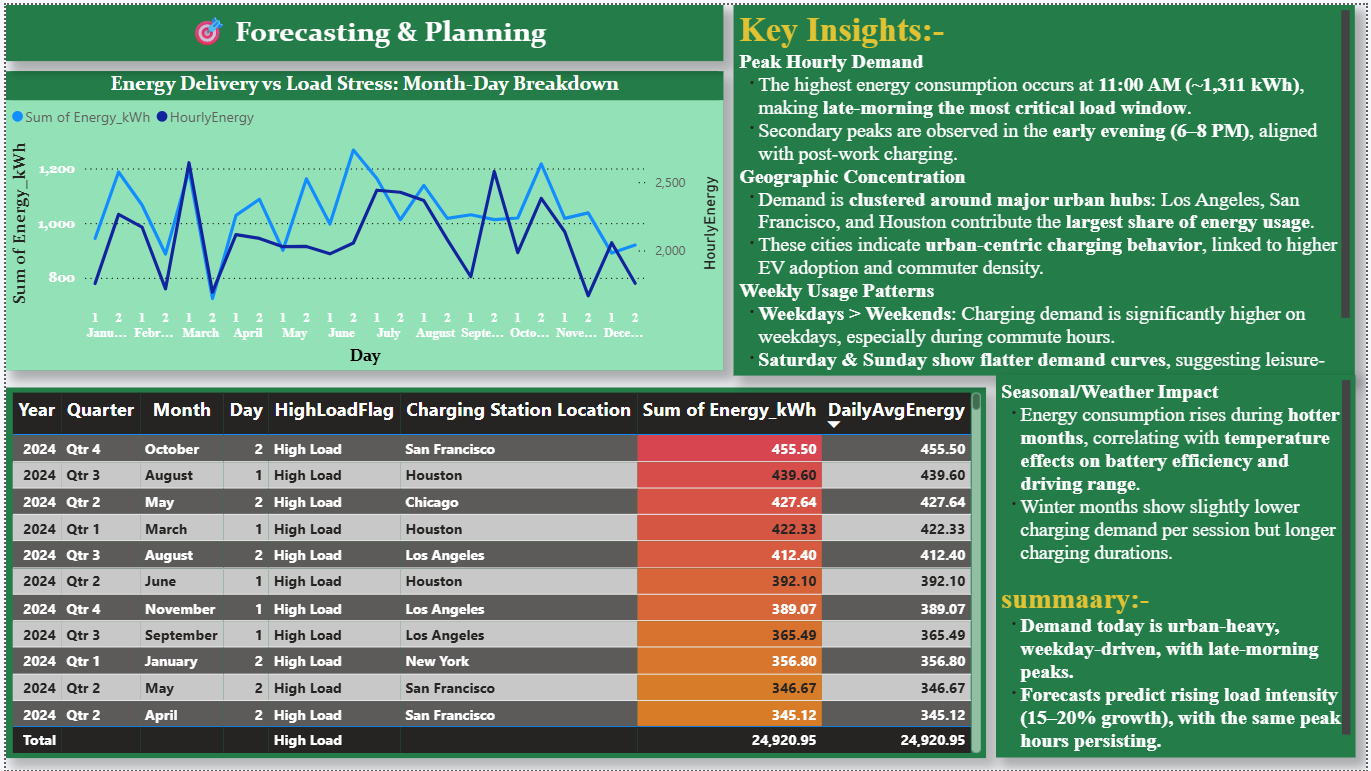 Forecasting & Planning
Energy Delivery vs Load Stress: Month-Day Breakdown
Sum of Energy_kWh HourlyEnergy
Sum of Energy_kWh
1,200
1,000
800
2,500
2,000
HourlyEnergy
1 2 1 2 1 2 1 2 1 2 1 2 1 2 1 2 1 2 1 2 1 2 1 2
Janu... Febr... March April May June July August Septe... Octo... Nove... Dece...
Day
Key Insights:-
Peak Hourly Demand
The highest energy consumption occurs at 11:00 AM (~1,311 kWh),
making late-morning the most critical load window.
Secondary peaks are observed in the early evening (6–8 PM), aligned
with post-work charging.
Geographic Concentration
Demand is clustered around major urban hubs: Los Angeles, San
Francisco, and Houston contribute the largest share of energy usage.
These cities indicate urban-centric charging behavior, linked to higher
EV adoption and commuter density.
Weekly Usage Patterns
Weekdays > Weekends: Charging demand is significantly higher on
weekdays, especially during commute hours.
Saturday & Sunday show flatter demand curves, suggesting leisure-
Year Quarter Month Day HighLoadFlag Charging Station Location Sum of Energy_kWh DailyAvgEnergy
2024 Qtr 4 October 2 High Load San Francisco 455.50 455.50
2024 Qtr 3 August 1 High Load Houston 439.60 439.60
2024 Qtr 2 May 2 High Load Chicago 427.64 427.64
2024 Qtr 1 March 1 High Load Houston 422.33 422.33
2024 Qtr 3 August 2 High Load Los Angeles 412.40 412.40
2024 Qtr 2 June 1 High Load Houston 392.10 392.10
2024 Qtr 4 November 1 High Load Los Angeles 389.07 389.07
2024 Qtr 3 September 1 High Load Los Angeles 365.49 365.49
2024 Qtr 1 January 2 High Load New York 356.80 356.80
2024 Qtr 2 May 2 High Load San Francisco 346.67 346.67
2024 Qtr 2 April 2 High Load San Francisco 345.12 345.12
Total High Load 24,920.95 24,920.95
Seasonal/Weather Impact
Energy consumption rises during hotter
months, correlating with temperature
effects on battery efficiency and
driving range.
Winter months show slightly lower
charging demand per session but longer
charging durations.
summaary:-
Demand today is urban-heavy,
weekday-driven, with late-morning
peaks.
Forecasts predict rising load intensity
(15–20% growth), with the same peak
hours persisting.